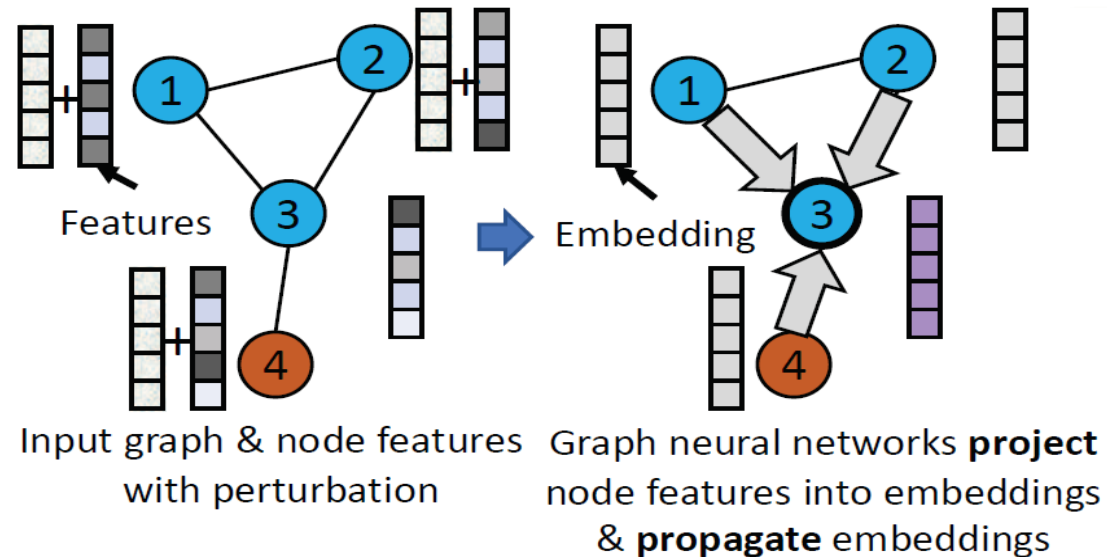 1
2
+
+
3
Features
+
4
Input graph & node features
with perturbation
1
2
3
Embedding
4
Graph neural networks project
node features into embeddings
& propagate embeddings